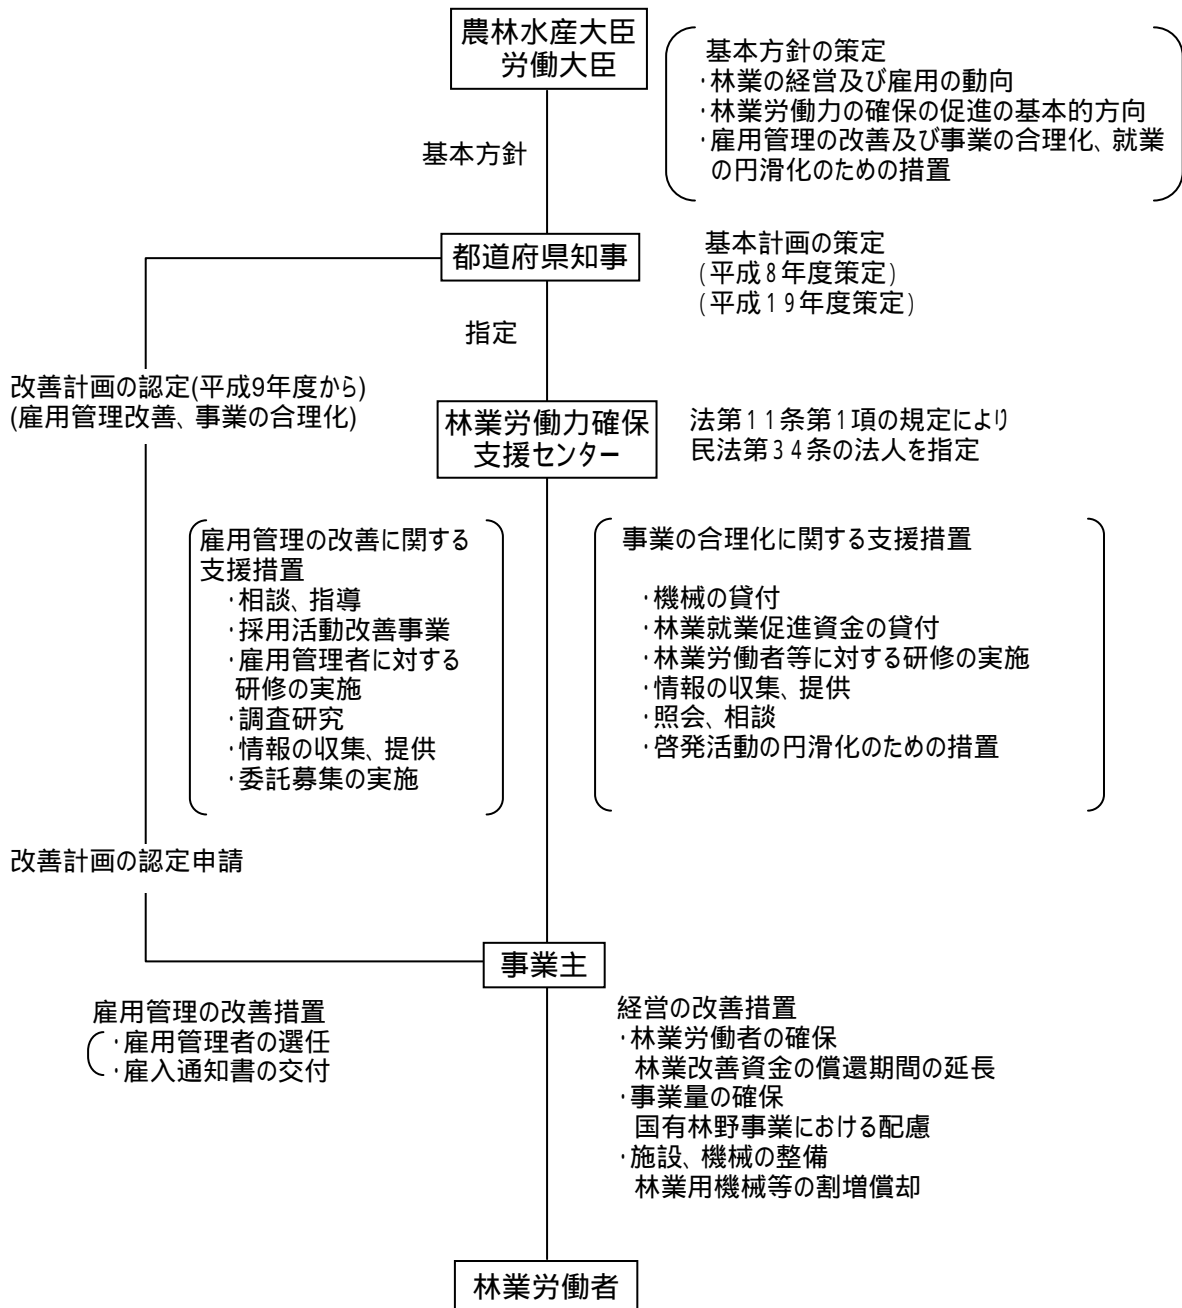 農林水産大臣
労働大臣
基本方針の策定
・林業の経営及び雇用の動向
・林業労働力の確保の促進の基本的方向
・雇用管理の改善及び事業の合理化、就業
の円滑化のための措置
基本方針
都道府県知事
基本計画の策定
(平成8年度策定)
(平成19年度策定)
指定
改善計画の認定(平成9年度から)
(雇用管理改善、事業の合理化)
林業労働力確保
支援センター
法第11条第1項の規定により
民法第34条の法人を指定
雇用管理の改善に関する
支援措置
・相談、指導
・採用活動改善事業
・雇用管理者に対する
研修の実施
・調査研究
・情報の収集、提供
・委託募集の実施
事業の合理化に関する支援措置
・機械の貸付
・林業就業促進資金の貸付
・林業労働者等に対する研修の実施
・情報の収集、提供
・照会、相談
・啓発活動の円滑化のための措置
改善計画の認定申請
事業主
雇用管理の改善措置
・雇用管理者の選任
・雇入通知書の交付
経営の改善措置
・林業労働者の確保
林業改善資金の償還期間の延長
・事業量の確保
国有林野事業における配慮
・施設、機械の整備
林業用機械等の割増償却
林業労働者